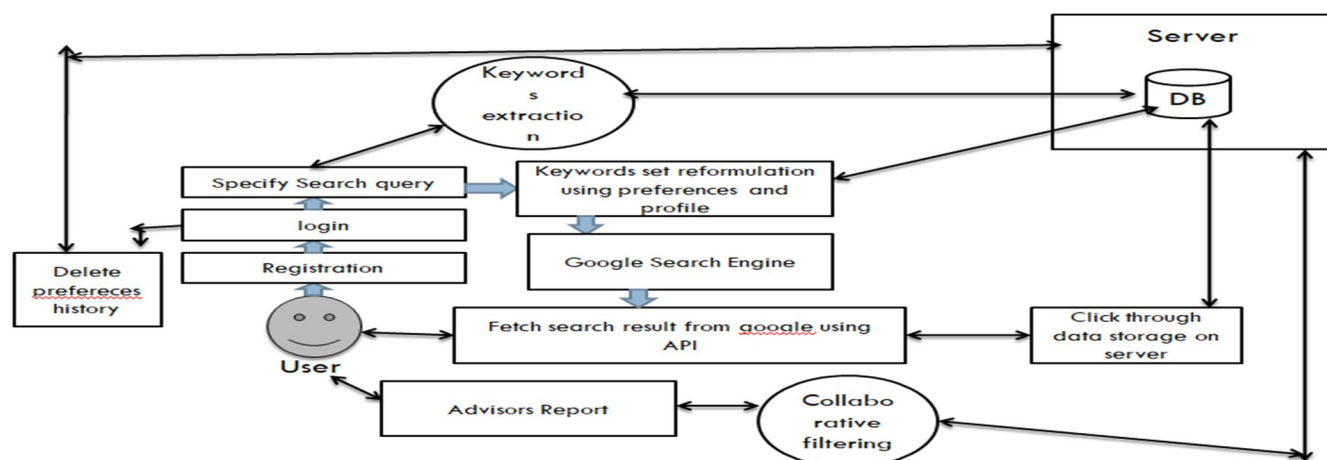 Server
Keyword
s
extractio
n
DB
Specify Search query
Keywords set reformulation
using preferences and
profile
login
Registration
Google Search Engine
Delete
prefereces
history
Fetch search result from google using
API
Click through
data storage on
server
User
Advisors Report
Collabo
rative
filtering